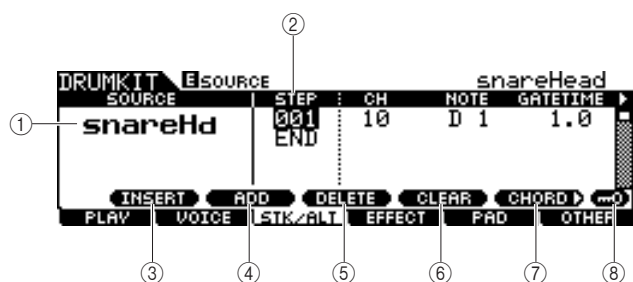 ②
DRUMKIT E SOURCE snareHead
SOURCE STEP CH NOTE GATETIME
① snareHd 001 10 D 1 1.0
END
INSERT ADD DELETE CLEAR CHORD
PLAY VOICE STK/ALT EFFECT PAD OTHER
③ ④ ⑤ ⑥ ⑦ ⑧